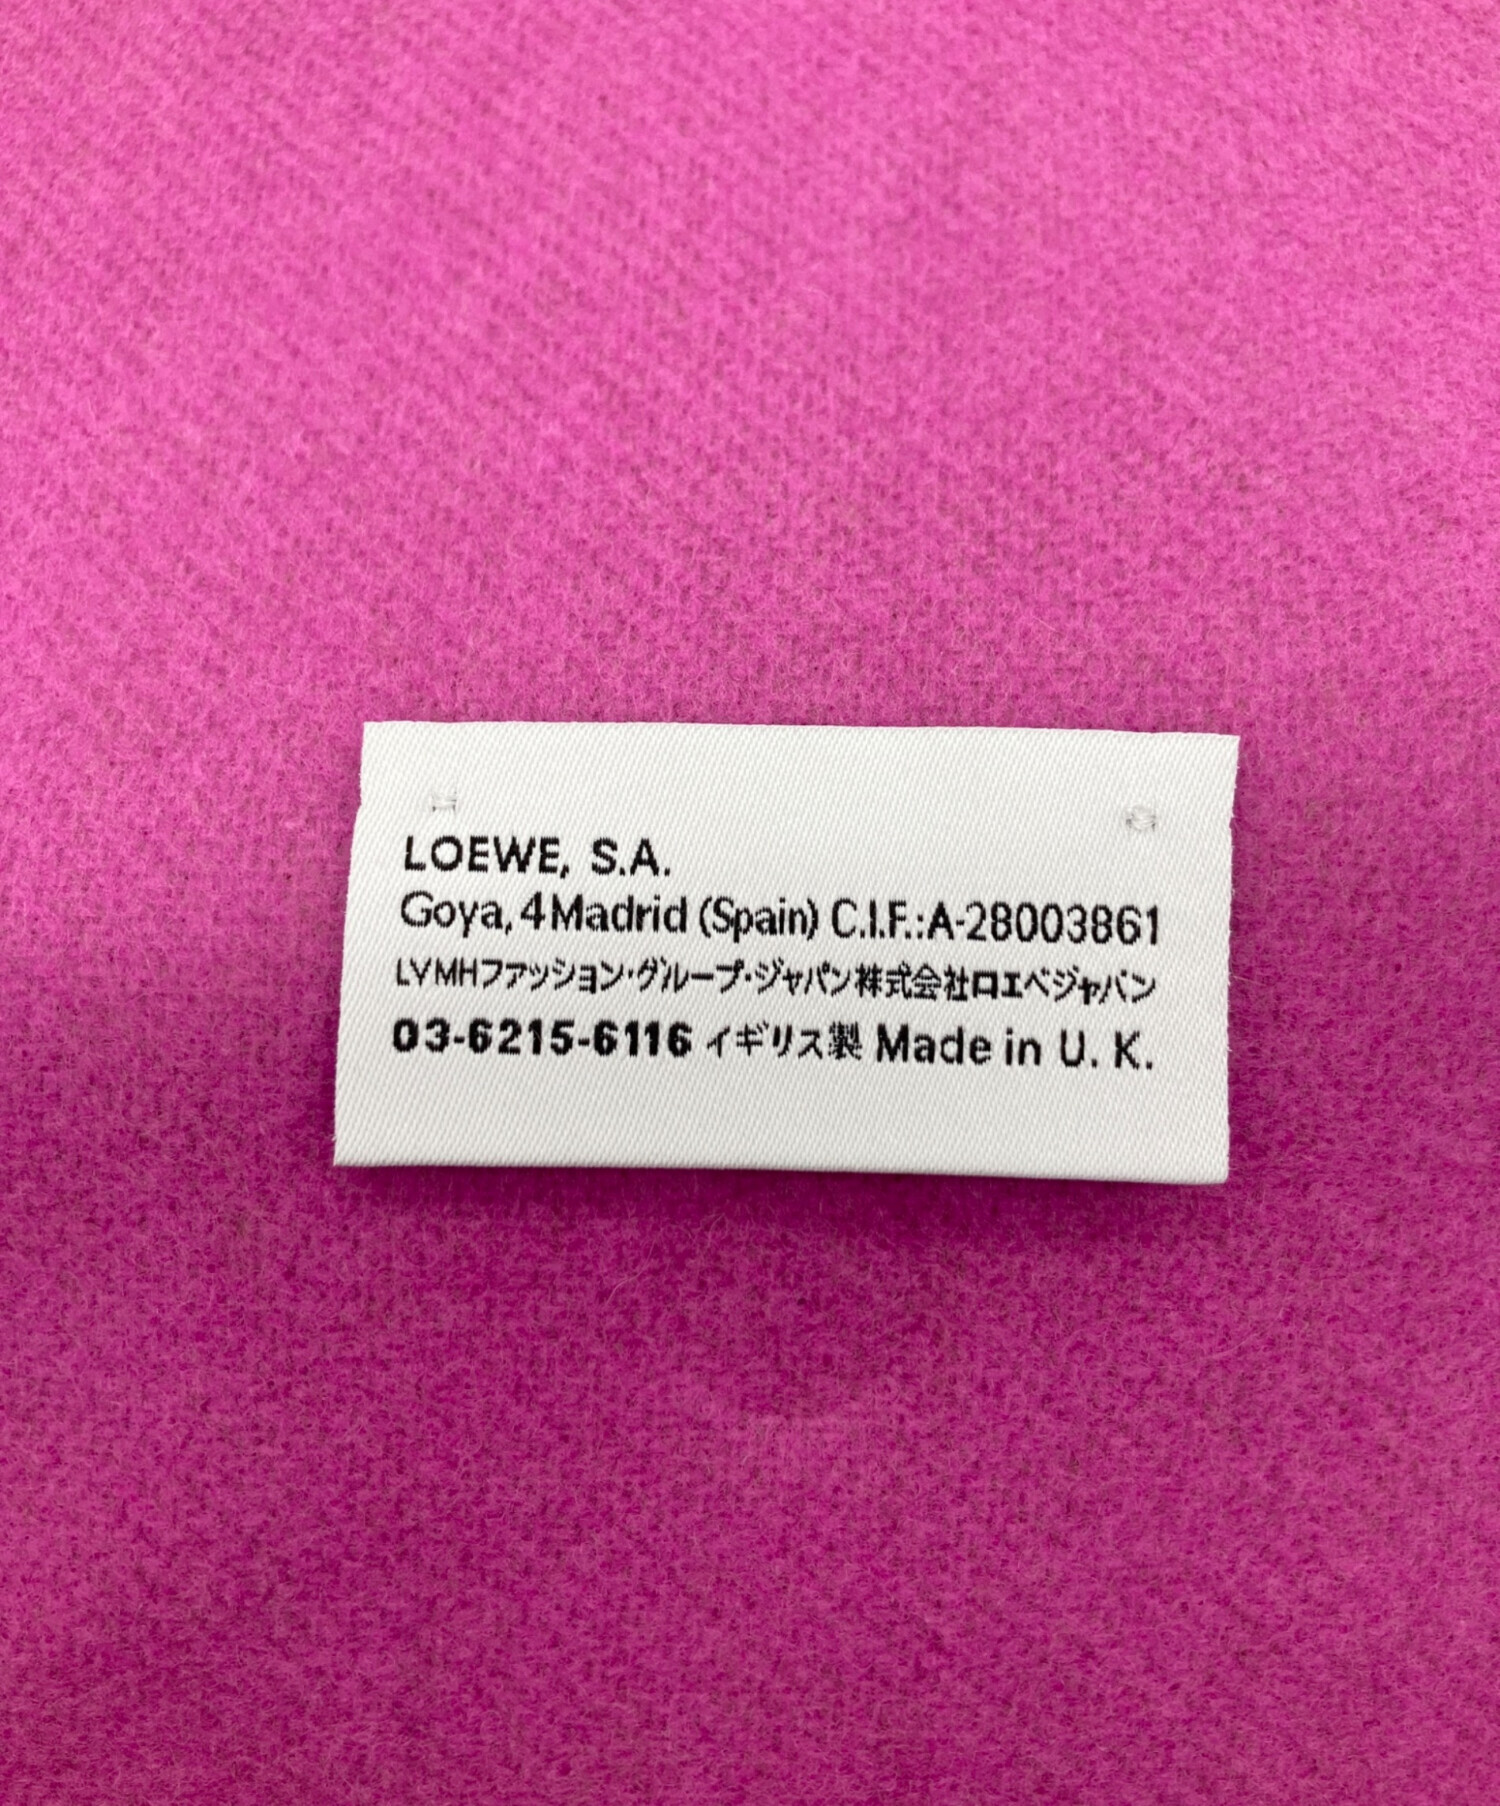 LOEWE, S.A.
Goya, 4 Madrid (Spain) C.I.F.:A-28003861
LVMHファッション・グループ・ジャパン株式会社ロエベジャパン
03-6215-6116 イギリス製 Made in U. K.